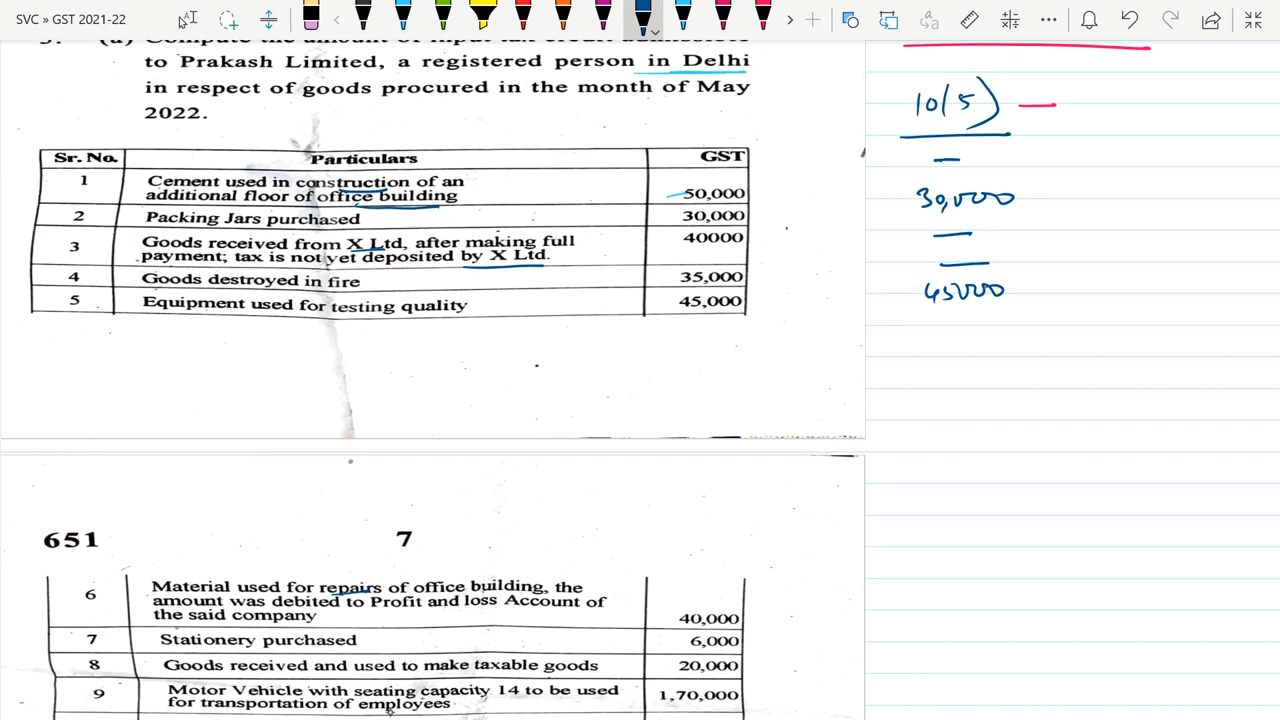 SVC » GST 2021-22
to Prakash Limited, a registered person in Delhi
in respect of goods procured in the month of May
2022.
Sr. No. Particulars GST
1 Cement used in construction of an
additional floor of office building 50,000
2 Packing Jars purchased 30,000
3 Goods received from X Ltd, after making full 40000
payment; tax is not yet deposited by X Ltd.
4 Goods destroyed in fire 35,000
5 Equipment used for testing quality 45,000
651 7
6 Material used for repairs of office building, the
amount was debited to Profit and loss Account of
the said company 40,000
7 Stationery purchased 6,000
8 Goods received and used to make taxable goods 20,000
9 Motor Vehicle with seating capacity 14 to be used
for transportation of employees 1,70,000
10(5)
—
30,000
—
—
45000